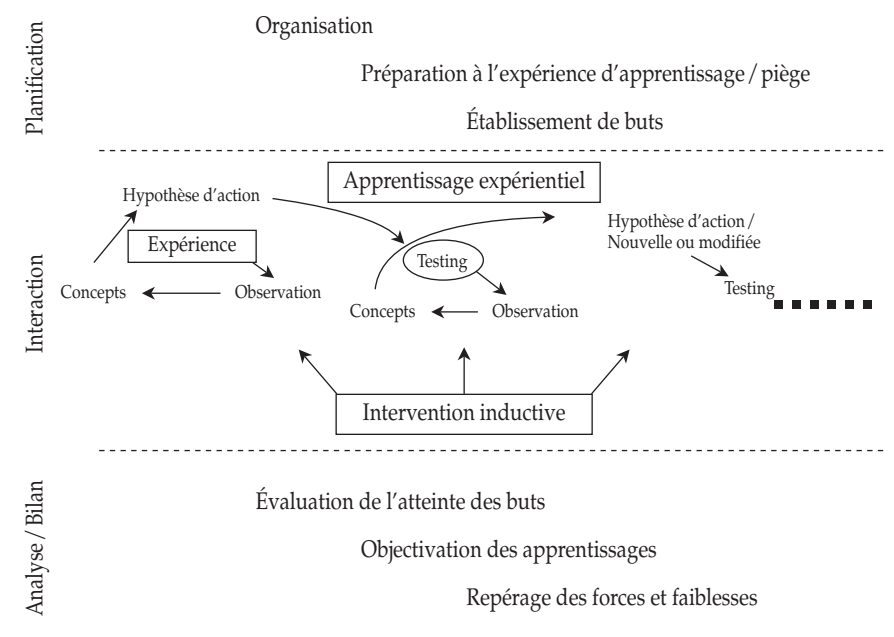 Planification
Organisation
Préparation à l’expérience d’apprentissage / piège
Établissement de buts
Interaction
Apprentissage expérientiel
Hypothèse d’action
Expérience
Concepts
Observation
Testing
Concepts
Observation
Hypothèse d’action /
Nouvelle ou modifiée
Testing
Intervention inductive
Analyse / Bilan
Évaluation de l’atteinte des buts
Objectivation des apprentissages
Repérage des forces et faiblesses